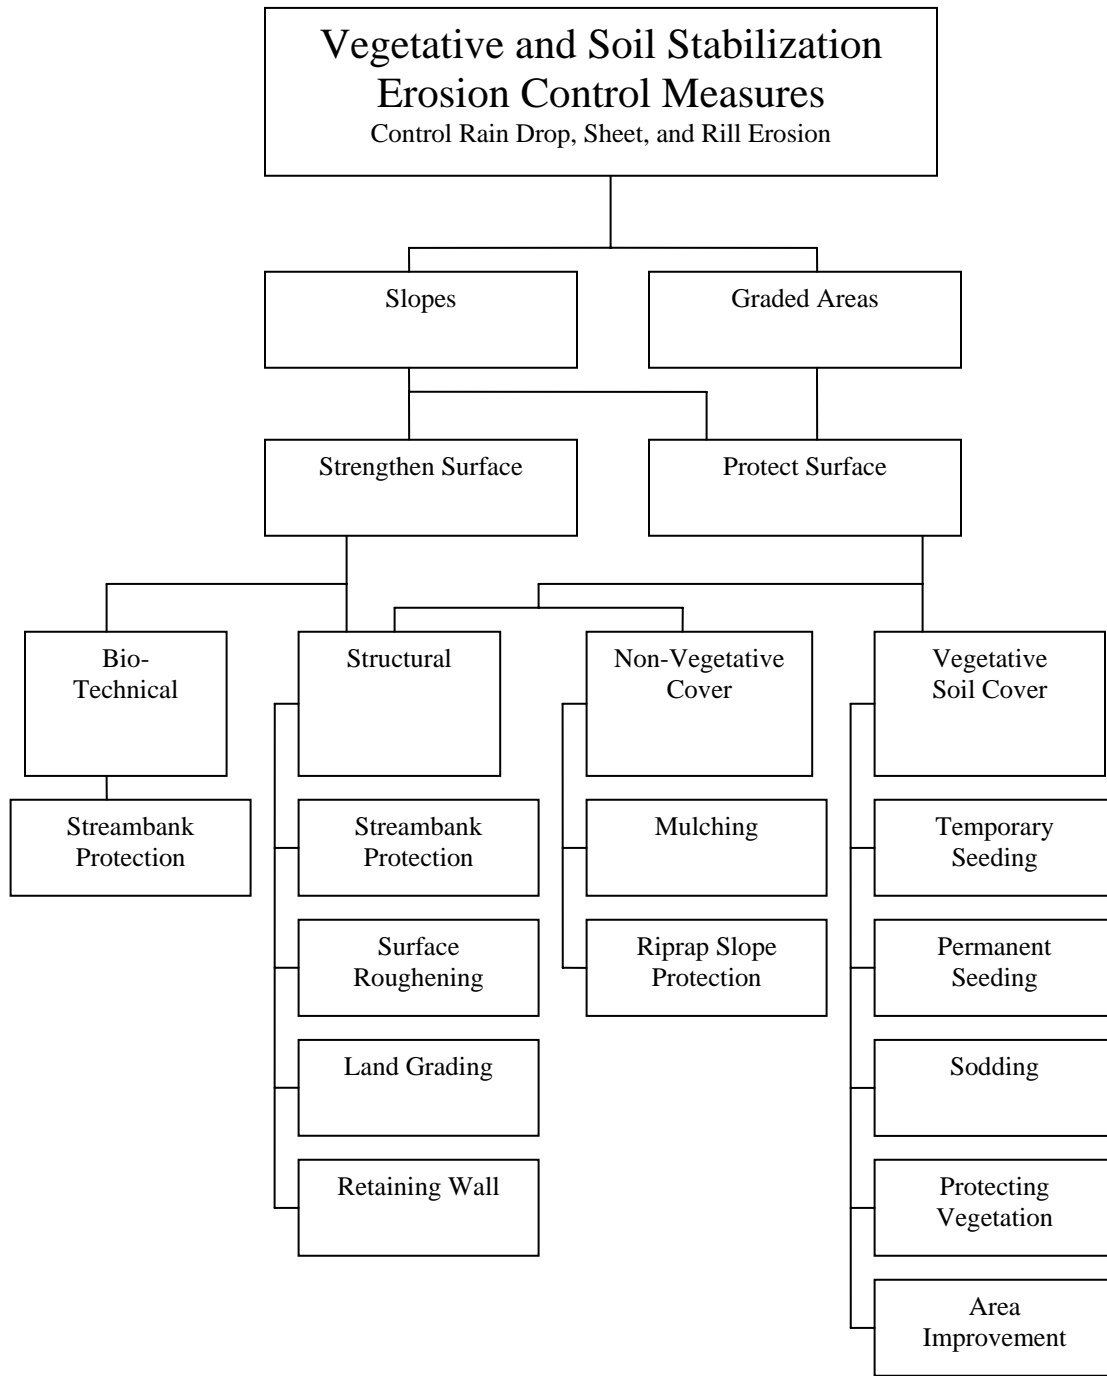 Vegetative and Soil Stabilization
Erosion Control Measures
Control Rain Drop, Sheet, and Rill Erosion
Slopes
Graded Areas
Strengthen Surface
Protect Surface
Bio-
Technical
Structural
Non-Vegetative
Cover
Vegetative
Soil Cover
Streambank
Protection
Streambank
Protection
Mulching
Temporary
Seeding
Surface
Roughening
Riprap Slope
Protection
Permanent
Seeding
Land Grading
Sodding
Retaining Wall
Protecting
Vegetation
Area
Improvement